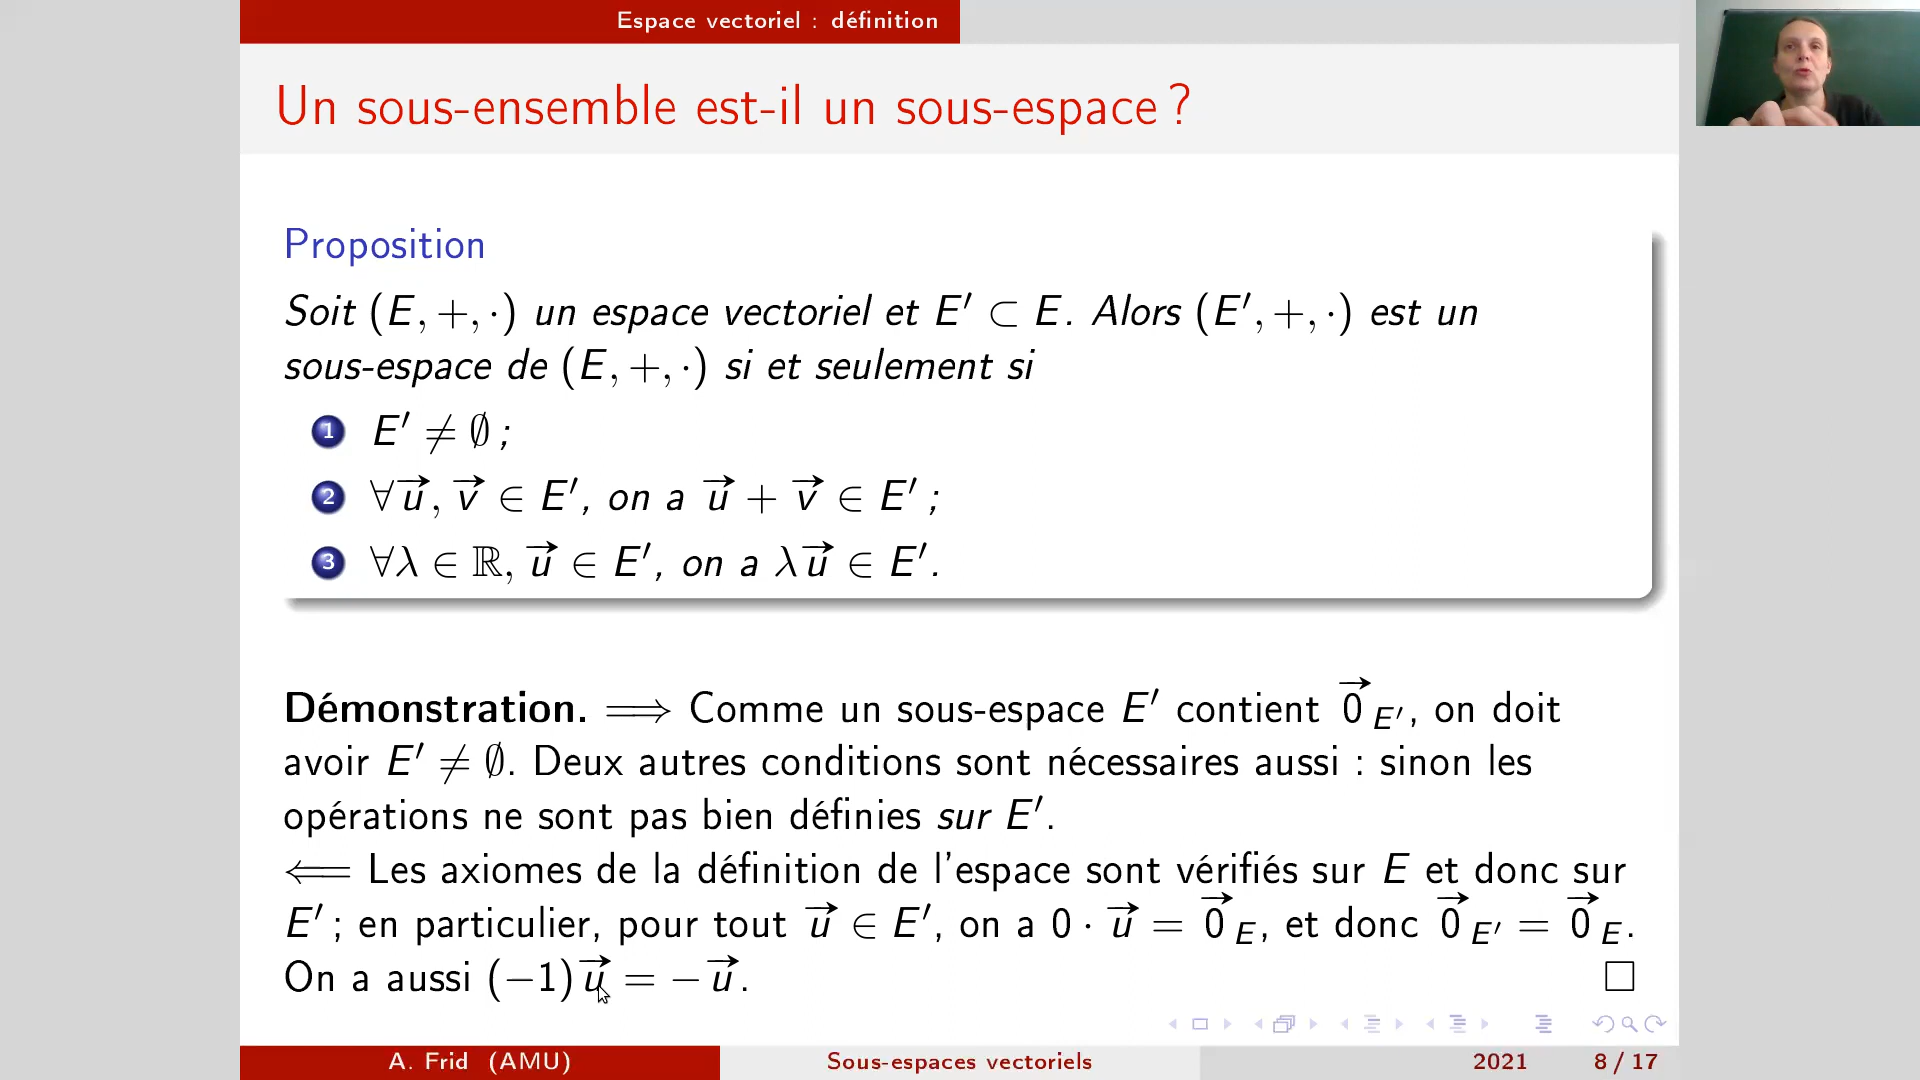 Espace vectoriel : définition
Un sous-ensemble est-il un sous-espace ?
Proposition
Soit (E, +, ·) un espace vectoriel et E′ ⊂ E. Alors (E′, +, ·) est un
sous-espace de (E, +, ·) si et seulement si
1 E′ ≠ ∅ ;
2 ∀u⃗, v⃗ ∈ E′, on a u⃗ + v⃗ ∈ E′ ;
3 ∀λ ∈ ℝ, u⃗ ∈ E′, on a λu⃗ ∈ E′.
Démonstration. ⟹ Comme un sous-espace E′ contient 0⃗_E′, on doit
avoir E′ ≠ ∅. Deux autres conditions sont nécessaires aussi : sinon les
opérations ne sont pas bien définies sur E′.
⟸ Les axiomes de la définition de l'espace sont vérifiés sur E et donc sur
E′ ; en particulier, pour tout u⃗ ∈ E′, on a 0 · u⃗ = 0⃗_E, et donc 0⃗_E′ = 0⃗_E.
On a aussi (−1)u⃗ = −u⃗. □
A. Frid (AMU)
Sous-espaces vectoriels
2021
8 / 17